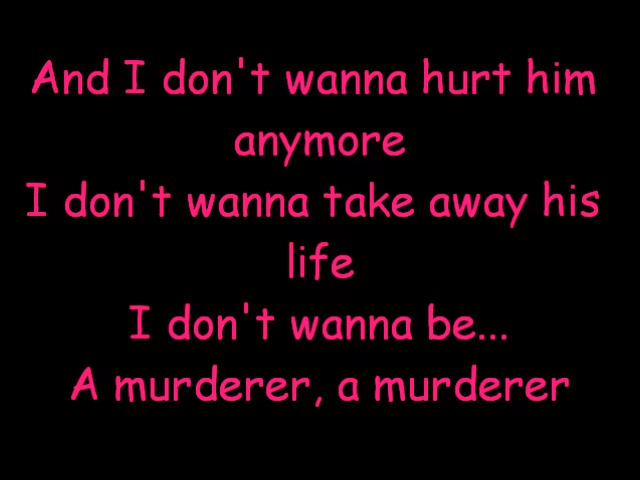 And I don't wanna hurt him
anymore
I don't wanna take away his
life
I don't wanna be...
A murderer, a murderer